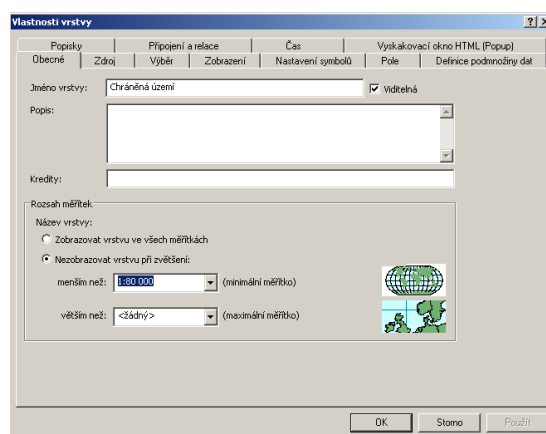 Vlastnosti vrstvy
Popisky Připojení a relace Čas Vyskakovací okno HTML (Popup)
Obecné Zdroj Výběr Zobrazení Nastavení symbolů Pole Definice podmnožiny dat
Jméno vrstvy: Chráněná území Viditelná
Popis:
Kredity:
Rozsah měřítek
Název vrstvy:
Zobrazovat vrstvu ve všech měřítkách
Nezobrazovat vrstvu při zvětšení:
menším než: 1:80 000 (minimální měřítko)
větším než: <žádný> (maximální měřítko)
OK Storno Použít